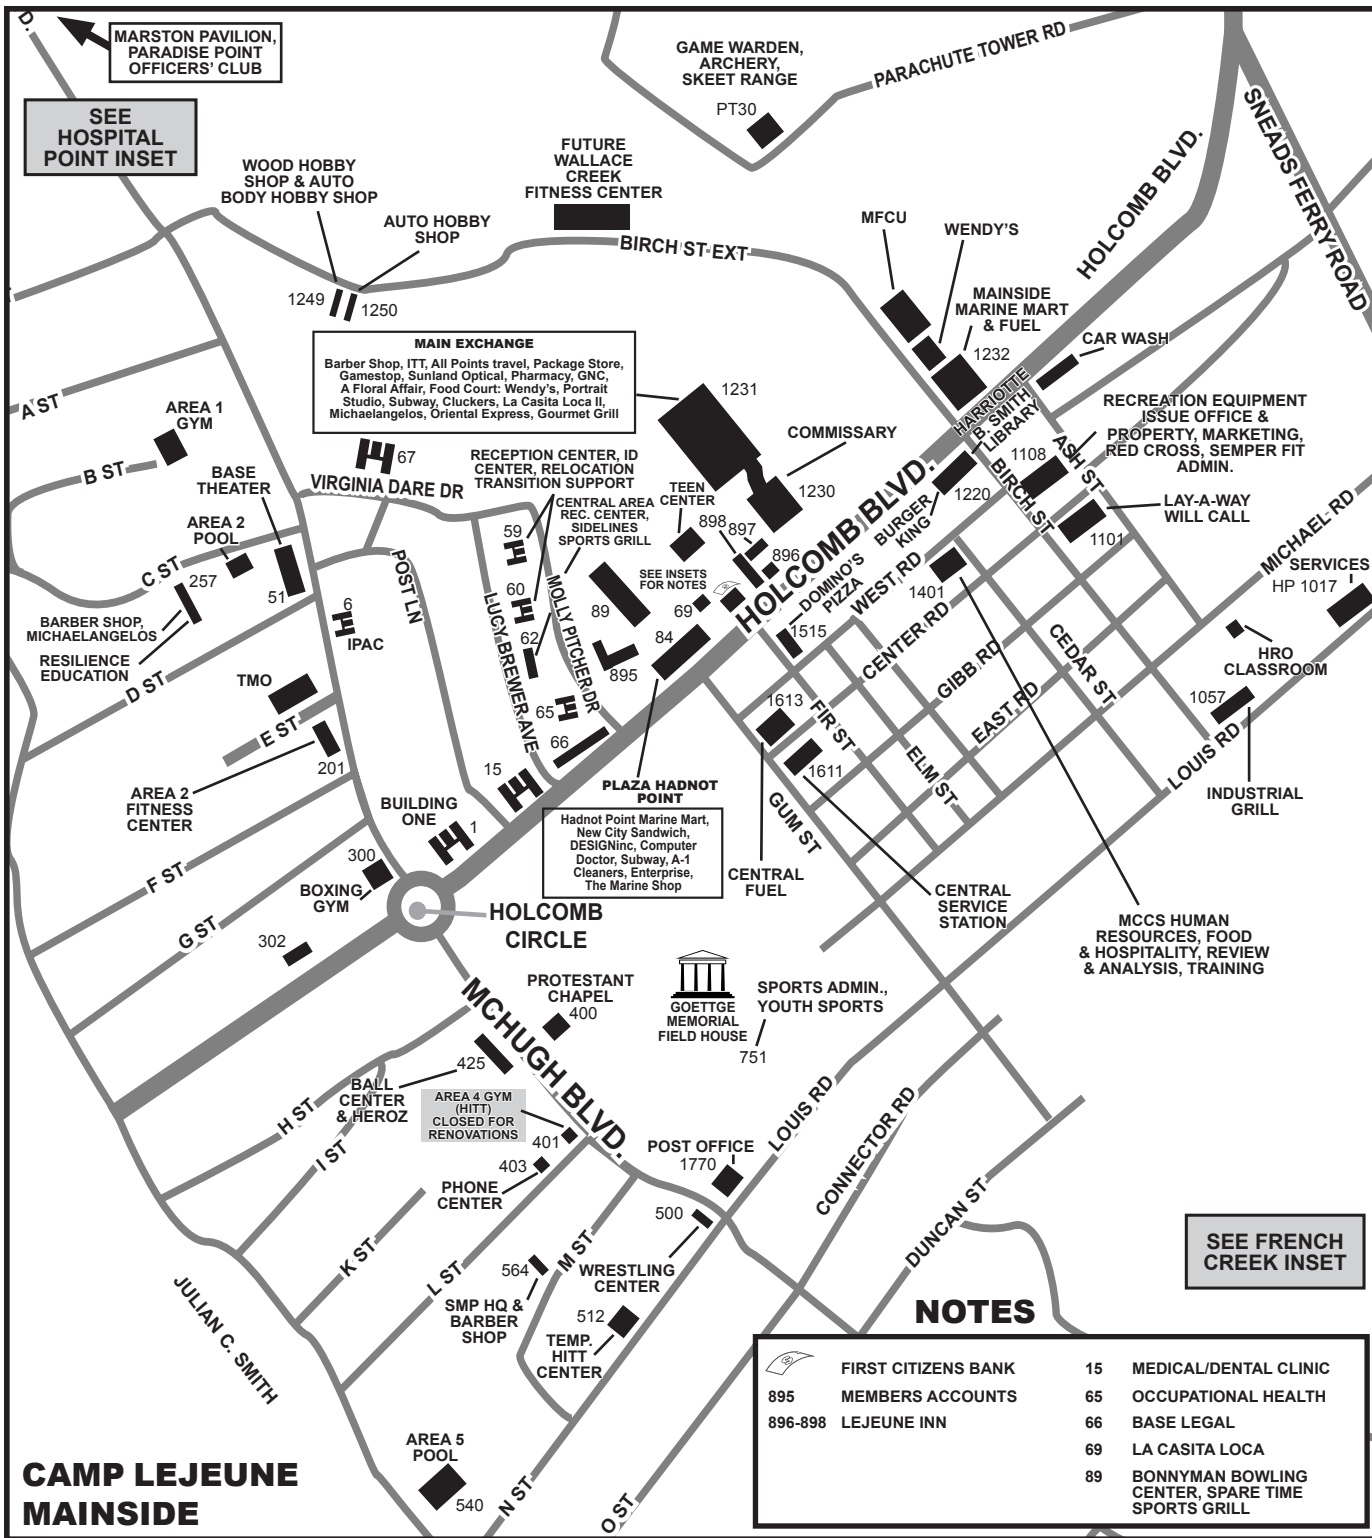 D.
MARSTON PAVILION,
PARADISE POINT
OFFICERS' CLUB
SEE
HOSPITAL
POINT INSET
GAME WARDEN,
ARCHERY,
SKEET RANGE
PT30
PARACHUTE TOWER RD
SNEADS FERRY ROAD
HOLCOMB BLVD.
WOOD HOBBY
SHOP & AUTO
BODY HOBBY SHOP
AUTO HOBBY
SHOP
1249
1250
FUTURE
WALLACE
CREEK
FITNESS CENTER
BIRCH ST EXT
MFCU
WENDY'S
MAINSIDE
MARINE MART
& FUEL
1232
CAR WASH
MAIN EXCHANGE
Barber Shop, ITT, All Points travel, Package Store,
Gamestop, Sunland Optical, Pharmacy, GNC,
A Floral Affair, Food Court: Wendy's, Portrait
Studio, Subway, Cluckers, La Casita Loca II,
Michaelangelos, Oriental Express, Gourmet Grill
1231
COMMISSARY
1230
HARRIOTTE
B. SMITH
LIBRARY
1220
RECREATION EQUIPMENT
ISSUE OFFICE &
PROPERTY, MARKETING,
RED CROSS, SEMPER FIT
ADMIN.
1108
ASH ST
BIRCH ST
LAY-A-WAY
WILL CALL
1101
A ST
AREA 1
GYM
B ST
BASE
THEATER
AREA 2
POOL
C ST
257
51
BARBER SHOP,
MICHAELANGELOS
RESILIENCE
EDUCATION
D ST
67
VIRGINIA DARE DR
RECEPTION CENTER, ID
CENTER, RELOCATION
TRANSITION SUPPORT
CENTRAL AREA
REC. CENTER,
SIDELINES
SPORTS GRILL
59
60
62
65
66
MOLLY PITCHER DR
LUCY BREWER AVE
POST LN
6
IPAC
TEEN
CENTER
898
897
896
SEE INSETS
FOR NOTES
69
89
84
895
HOLCOMB BLVD.
BURGER
KING
DOMINO'S
PIZZA
1515
WEST RD
1401
CENTER RD
GIBB RD
EAST RD
CEDAR ST
MICHAEL RD
SERVICES
HP 1017
HRO
CLASSROOM
1057
LOUIS RD
INDUSTRIAL
GRILL
TMO
E ST
201
AREA 2
FITNESS
CENTER
F ST
G ST
BUILDING
ONE
1
15
300
BOXING
GYM
302
HOLCOMB
CIRCLE
PLAZA HADNOT
POINT
Hadnot Point Marine Mart,
New City Sandwich,
DESIGNinc, Computer
Doctor, Subway, A-1
Cleaners, Enterprise,
The Marine Shop
1613
1611
FIR ST
ELM ST
GUM ST
CENTRAL
FUEL
CENTRAL
SERVICE
STATION
MCCS HUMAN
RESOURCES, FOOD
& HOSPITALITY, REVIEW
& ANALYSIS, TRAINING
PROTESTANT
CHAPEL
400
GOETTGE
MEMORIAL
FIELD HOUSE
SPORTS ADMIN.,
YOUTH SPORTS
751
MCHUGH BLVD.
425
BALL
CENTER
& HEROZ
AREA 4 GYM
(HITT)
CLOSED FOR
RENOVATIONS
401
403
PHONE
CENTER
H ST
I ST
K ST
L ST
M ST
POST OFFICE
1770
LOUIS RD
CONNECTOR RD
DUNCAN ST
500
WRESTLING
CENTER
564
SMP HQ &
BARBER
SHOP
512
TEMP.
HITT
CENTER
JULIAN C. SMITH
AREA 5
POOL
540
N ST
O ST
CAMP LEJEUNE
MAINSIDE
SEE FRENCH
CREEK INSET
NOTES
FIRST CITIZENS BANK
895 MEMBERS ACCOUNTS
896-898 LEJEUNE INN
15 MEDICAL/DENTAL CLINIC
65 OCCUPATIONAL HEALTH
66 BASE LEGAL
69 LA CASITA LOCA
89 BONNYMAN BOWLING
CENTER, SPARE TIME
SPORTS GRILL